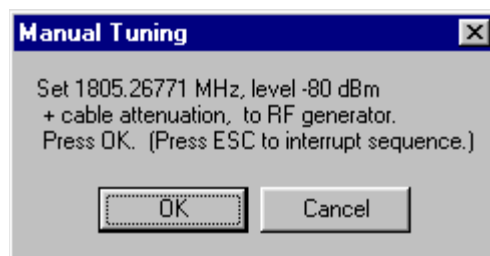 Manual Tuning
Set 1805.26771 MHz, level -80 dBm
+ cable attenuation, to RF generator.
Press OK. (Press ESC to interrupt sequence.)
OK Cancel